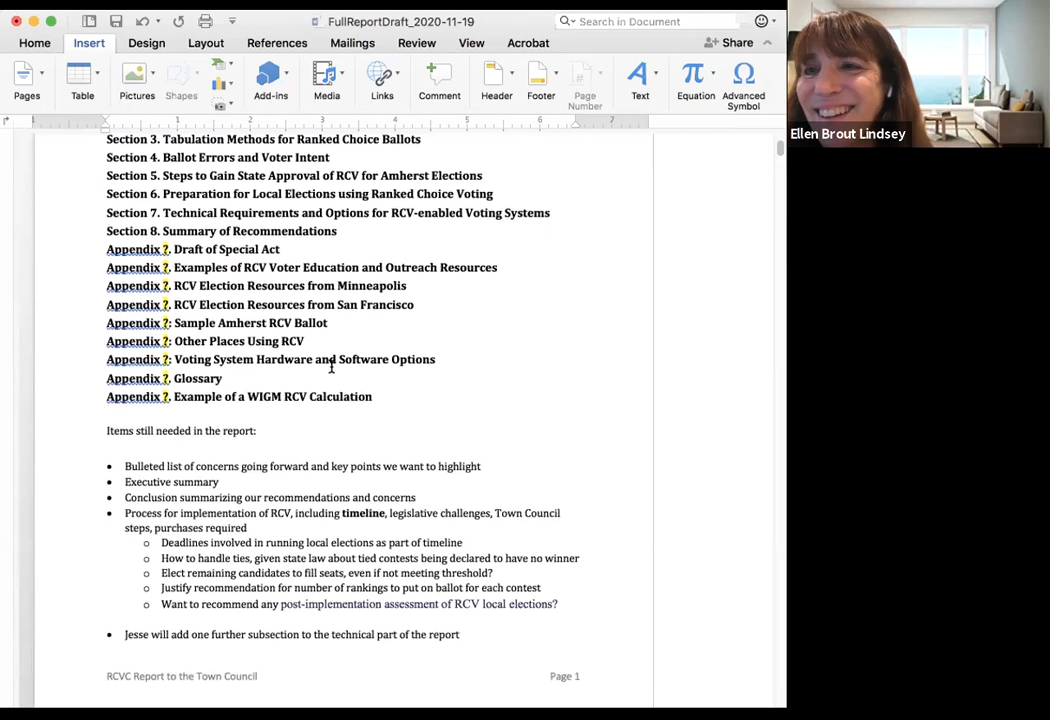 FullReportDraft_2020-11-19
Search in Document
Home Insert Design Layout References Mailings Review View Acrobat Share
Pages Table Pictures Shapes Add-ins Media Links Comment Header Footer Page Number Text Equation Advanced Symbol
1 1 2 3 4 5 6 7
Section 3. Tabulation Methods for Ranked Choice Ballots
Section 4. Ballot Errors and Voter Intent
Section 5. Steps to Gain State Approval of RCV for Amherst Elections
Section 6. Preparation for Local Elections using Ranked Choice Voting
Section 7. Technical Requirements and Options for RCV-enabled Voting Systems
Section 8. Summary of Recommendations
Appendix ?. Draft of Special Act
Appendix ?. Examples of RCV Voter Education and Outreach Resources
Appendix ?. RCV Election Resources from Minneapolis
Appendix ?. RCV Election Resources from San Francisco
Appendix ?: Sample Amherst RCV Ballot
Appendix ?: Other Places Using RCV
Appendix ?: Voting System Hardware and Software Options
Appendix ?. Glossary
Appendix ?. Example of a WIGM RCV Calculation
Items still needed in the report:
• Bulleted list of concerns going forward and key points we want to highlight
• Executive summary
• Conclusion summarizing our recommendations and concerns
• Process for implementation of RCV, including timeline, legislative challenges, Town Council
steps, purchases required
o Deadlines involved in running local elections as part of timeline
o How to handle ties, given state law about tied contests being declared to have no winner
o Elect remaining candidates to fill seats, even if not meeting threshold?
o Justify recommendation for number of rankings to put on ballot for each contest
o Want to recommend any post-implementation assessment of RCV local elections?
• Jesse will add one further subsection to the technical part of the report
RCVC Report to the Town Council Page 1
Ellen Brout Lindsey